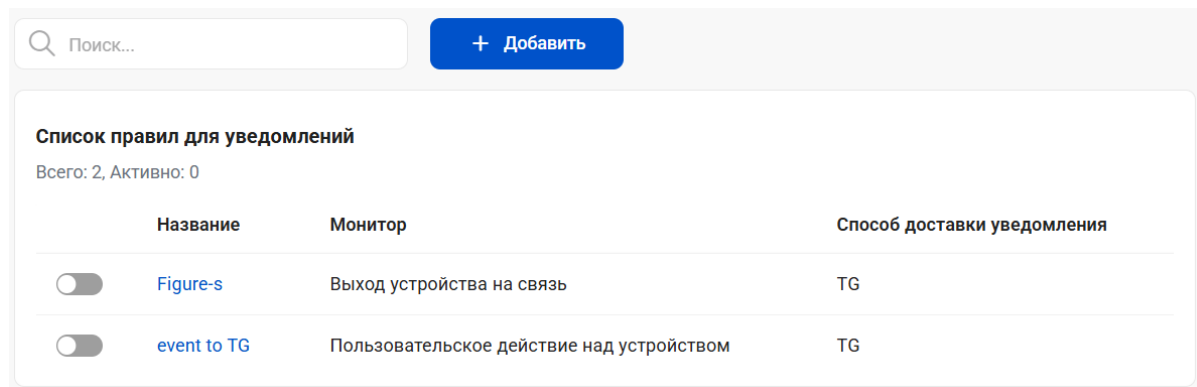 Поиск...
+ Добавить
Список правил для уведомлений
Всего: 2, Активно: 0
Название Монитор Способ доставки уведомления
Figure-s Выход устройства на связь TG
event to TG Пользовательское действие над устройством TG